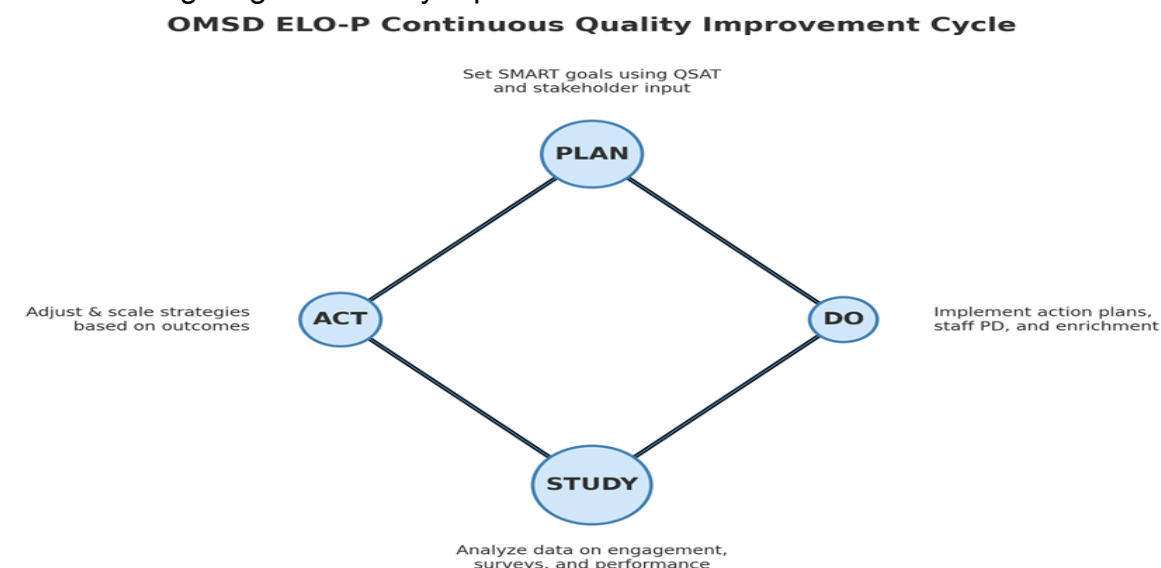 OMSD ELO-P Continuous Quality Improvement Cycle
Set SMART goals using QSAT
and stakeholder input
PLAN
Adjust & scale strategies
based on outcomes
ACT
DO
Implement action plans,
staff PD, and enrichment
STUDY
Analyze data on engagement,
surveys, and performance